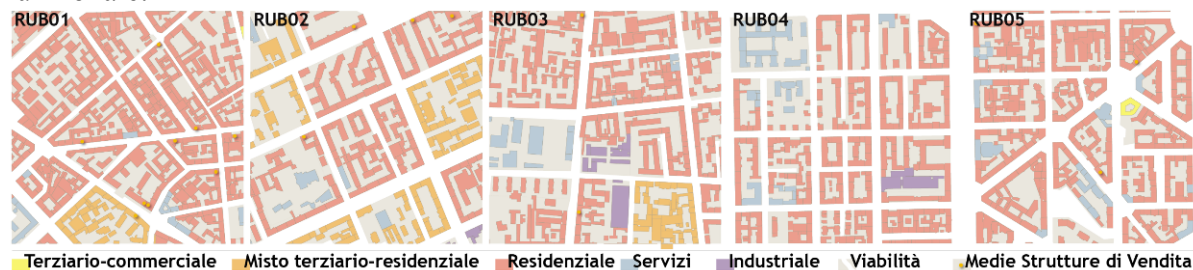 RUB01 RUB02 RUB03 RUB04 RUB05
Terziario-commerciale Misto terziario-residenziale Residenziale Servizi Industriale Viabilità Medie Strutture di Vendita